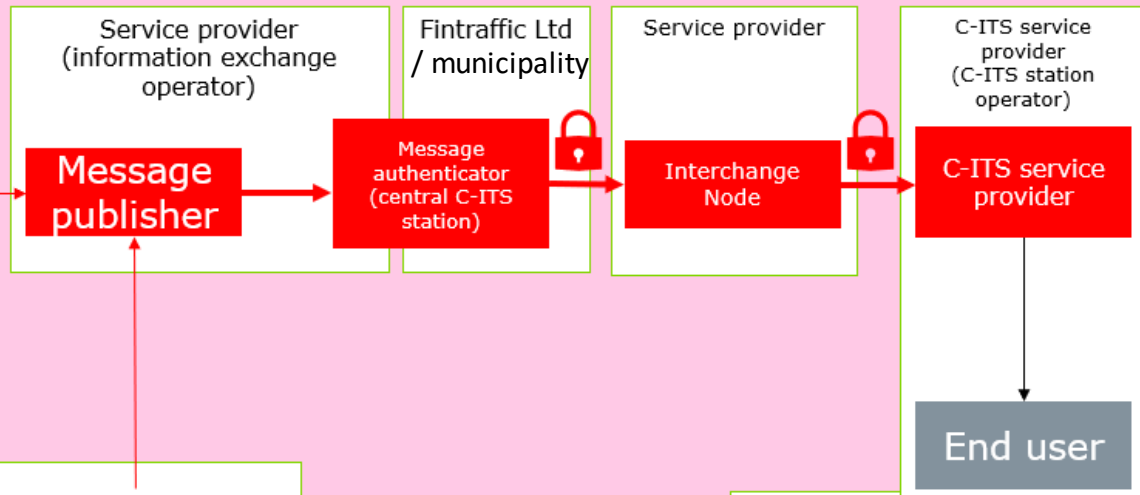 Service provider
(information exchange
operator)
Fintraffic Ltd
/ municipality
Service provider
C-ITS service
provider
(C-ITS station
operator)
Message
publisher
Message
authenticator
(central C-ITS
station)
Interchange
Node
C-ITS service
provider
End user